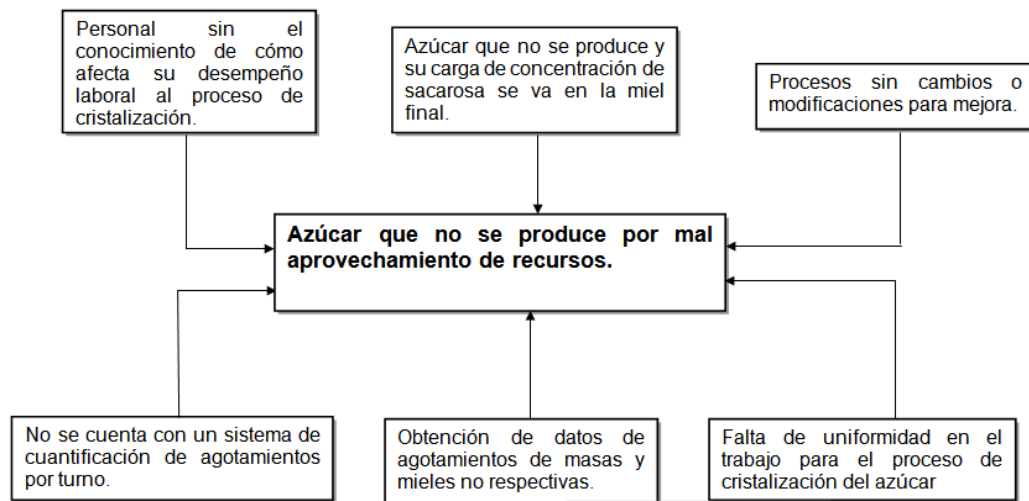 Personal sin el
conocimiento de cómo
afecta su desempeño
laboral al proceso de
cristalización.
Azúcar que no se produce y
su carga de concentración de
sacarosa se va en la miel
final.
Procesos sin cambios o
modificaciones para mejora.
Azúcar que no se produce por mal
aprovechamiento de recursos.
No se cuenta con un sistema de
cuantificación de agotamientos
por turno.
Obtención de datos de
agotamientos de masas y
mieles no respectivas.
Falta de uniformidad en el
trabajo para el proceso de
cristalización del azúcar